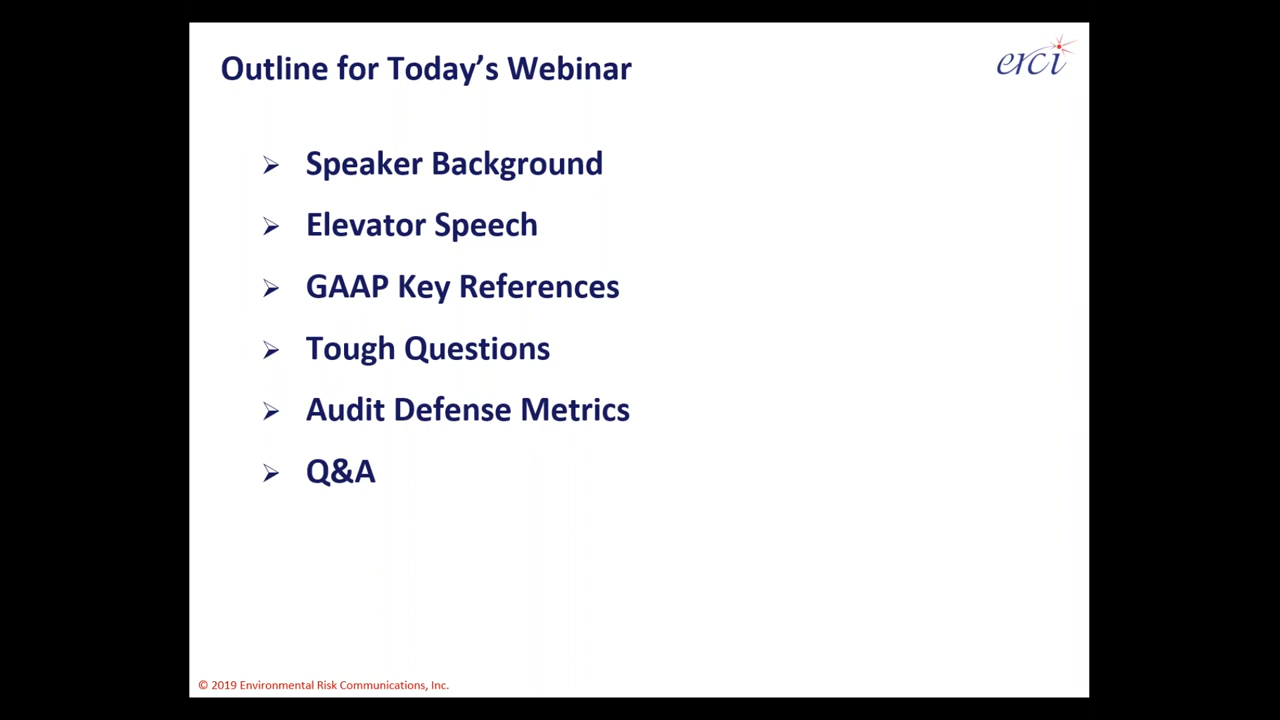 Outline for Today’s Webinar
erci
➢ Speaker Background
➢ Elevator Speech
➢ GAAP Key References
➢ Tough Questions
➢ Audit Defense Metrics
➢ Q&A
© 2019 Environmental Risk Communications, Inc.